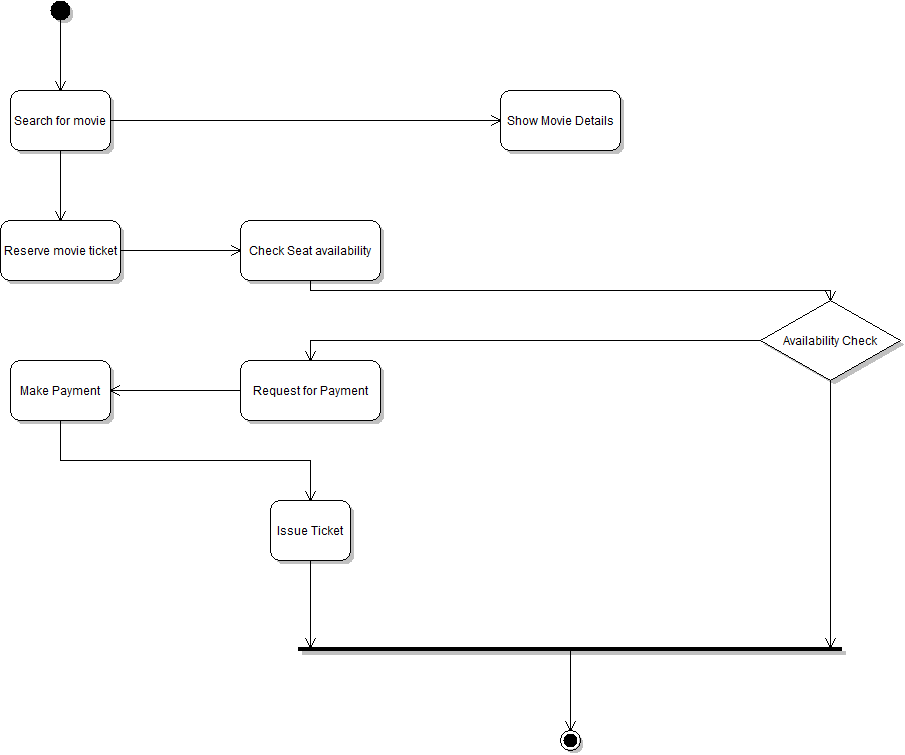 Search for movie
Show Movie Details
Reserve movie ticket
Check Seat availability
Availability Check
Make Payment
Request for Payment
Issue Ticket